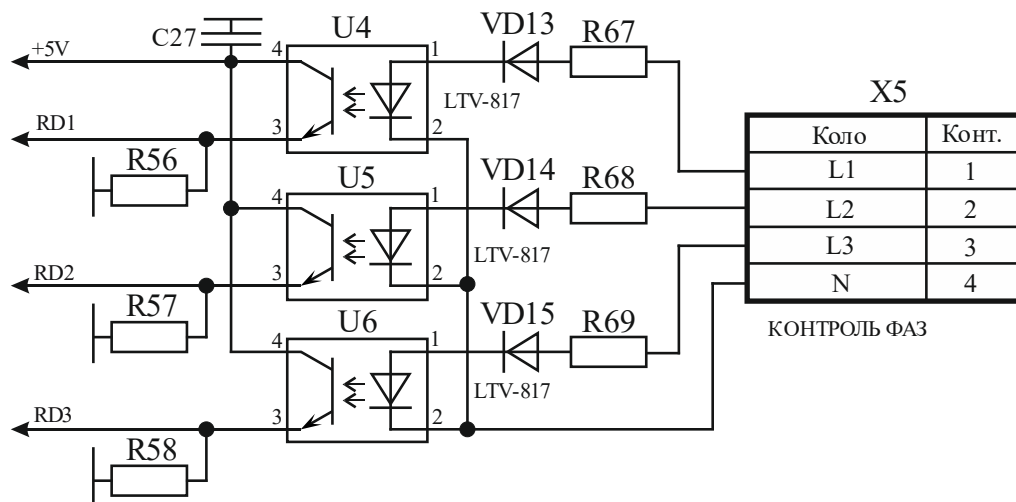 C27
+5V
4
U4
1
VD13
R67
LTV-817
X5
RD1
3
2
Коло Конт.
R56
L1 1
U5
VD14
R68
4
1
L2 2
LTV-817
L3 3
RD2
3
2
N 4
R57
U6
VD15
R69
КОНТРОЛЬ ФАЗ
4
1
LTV-817
RD3
3
2
R58